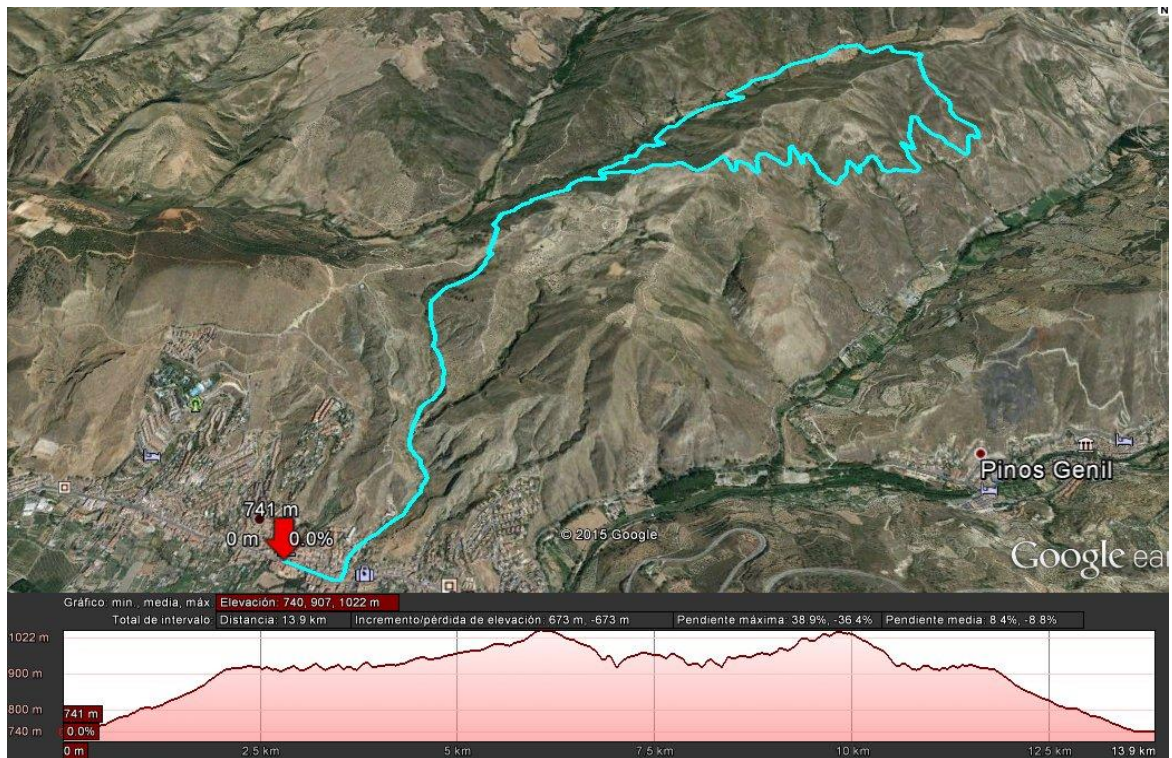 N
Pinos Genil
741 m
0 m 0.0%
© 2015 Google
Google ea
Gráfico: min., media, máx. Elevación: 740, 907, 1022 m
Total de intervalo: Distancia: 13.9 km Incremento/pérdida de elevación: 673 m, -673 m Pendiente máxima: 38.9%, -36.4% Pendiente media: 8.4%, -8.8%
1022 m
900 m
800 m
741 m
740 m 0.0%
0 m 2.5 km 5 km 7.5 km 10 km 12.5 km 13.9 km